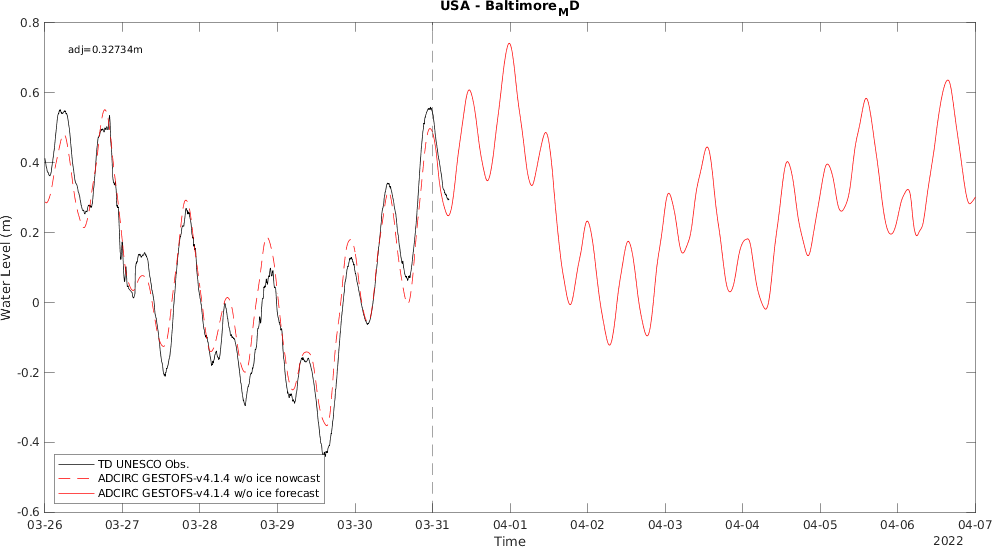 USA - Baltimore_MD
adj=0.32734m
Water Level (m)
0.8
0.6
0.4
0.2
0
-0.2
-0.4
-0.6
TD UNESCO Obs.
ADCIRC GESTOFS-v4.1.4 w/o ice nowcast
ADCIRC GESTOFS-v4.1.4 w/o ice forecast
03-26 03-27 03-28 03-29 03-30 03-31 04-01 04-02 04-03 04-04 04-05 04-06 04-07
Time
2022